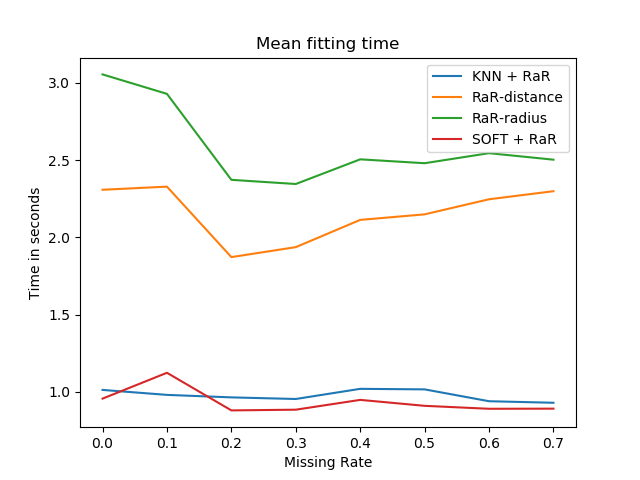 Mean fitting time
KNN + RaR
RaR-distance
RaR-radius
SOFT + RaR
Time in seconds
3.0
2.5
2.0
1.5
1.0
0.0 0.1 0.2 0.3 0.4 0.5 0.6 0.7
Missing Rate